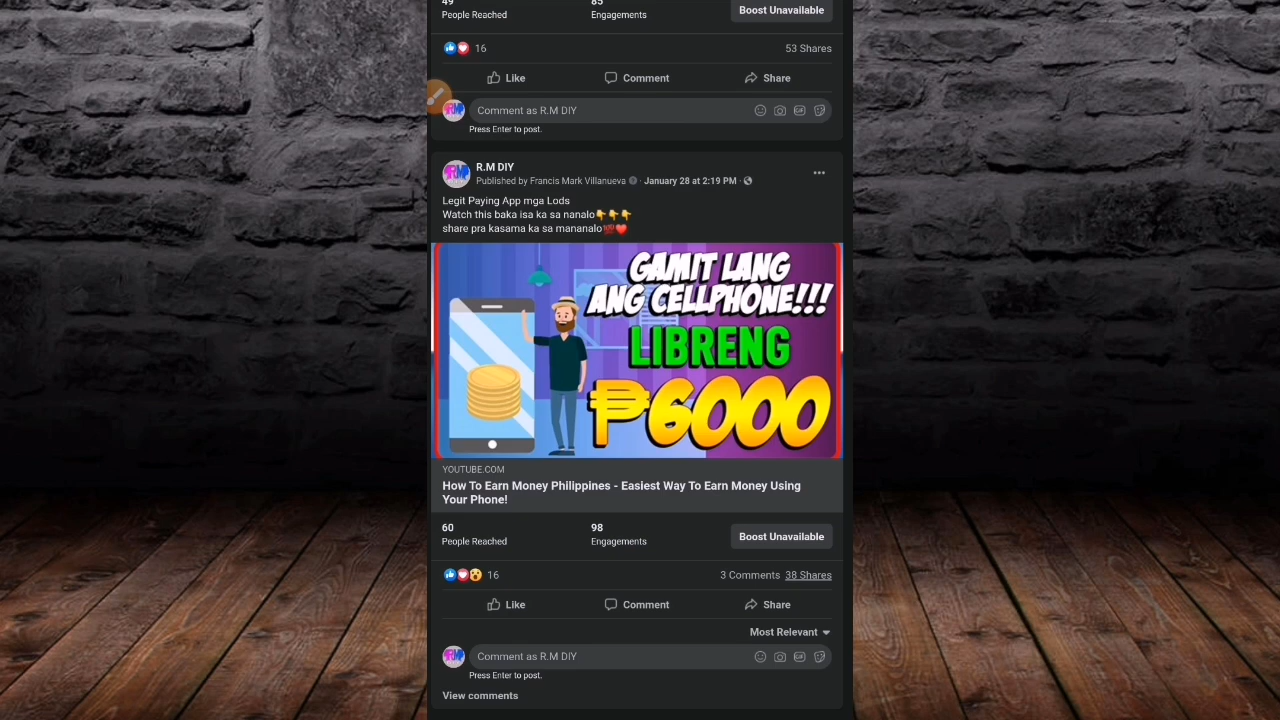 49
85
People Reached
Engagements
Boost Unavailable
16
53 Shares
Like
Comment
Share
Comment as R.M DIY
Press Enter to post.
R.M DIY
Published by Francis Mark Villanueva · January 28 at 2:19 PM ·
Legit Paying App mga Lods
Watch this baka isa ka sa nanalo👇👇👇
share pra kasama ka sa mananalo💯❤️
GAMIT LANG
ANG CELLPHONE!!!
LIBRENG
₱6000
YOUTUBE.COM
How To Earn Money Philippines - Easiest Way To Earn Money Using
Your Phone!
60
98
People Reached
Engagements
Boost Unavailable
16
3 Comments 38 Shares
Like
Comment
Share
Most Relevant
Comment as R.M DIY
Press Enter to post.
View comments